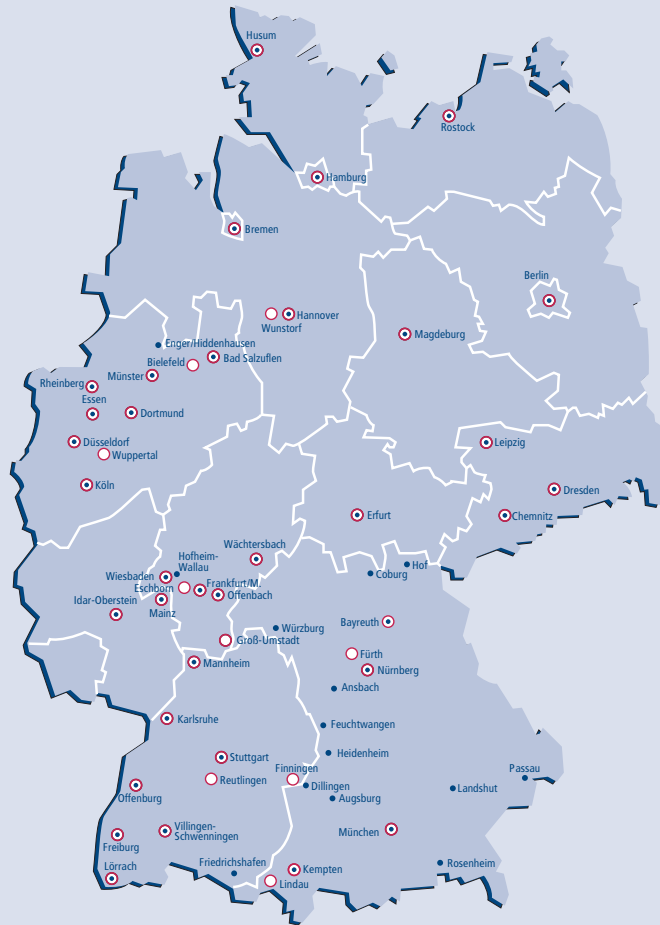 Husum
Rostock
Hamburg
Bremen
Berlin
Hannover
Wunstorf
Magdeburg
Enger/Hiddenhausen
Bielefeld
Bad Salzuflen
Münster
Rheinberg
Essen
Dortmund
Düsseldorf
Wuppertal
Leipzig
Köln
Dresden
Erfurt
Chemnitz
Wächtersbach
Hofheim-
Wallau
Hof
Coburg
Wiesbaden
Eschborn
Frankfurt/M.
Offenbach
Idar-Oberstein
Mainz
Bayreuth
Würzburg
Groß-Umstadt
Fürth
Mannheim
Nürnberg
Ansbach
Karlsruhe
Feuchtwangen
Heidenheim
Stuttgart
Finningen
Passau
Reutlingen
Dillingen
Landshut
Offenburg
Augsburg
Villingen-
Schwenningen
München
Freiburg
Friedrichshafen
Rosenheim
Lörrach
Kempten
Lindau